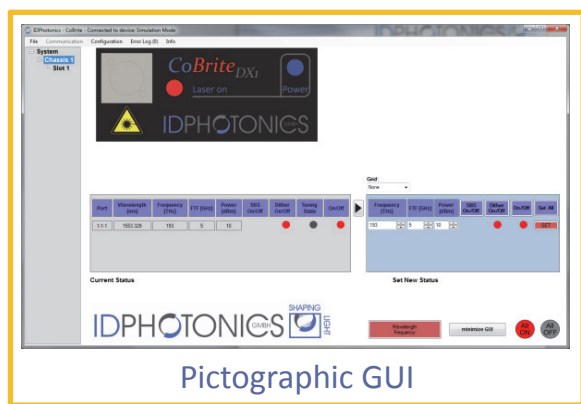 IDPhotonics - CoBrite - Connected to device: Simulation Mode
File Communication Configuration Error Log (0) Info
System
Chassis 1
Slot 1
CoBrite DX1
Laser on
Power
IDPHOTONICS GMBH
Grid:
None
Port Wavelength (nm) Frequency (THz) FTF (GHz) Power (dBm) SBS On/Off Dither On/Off Tuning State On/Off
1-1-1 1553.329 193 5 10
Frequency (THz) FTF (GHz) Power (dBm) SBS On/Off Dither On/Off On/Off Set All
193 5 10 SET
Current Status
Set New Status
IDPHOTONICS GMBH SHAPING LIGHT
Wavelength
Frequency
minimize GUI
All ON
All OFF
Pictographic GUI